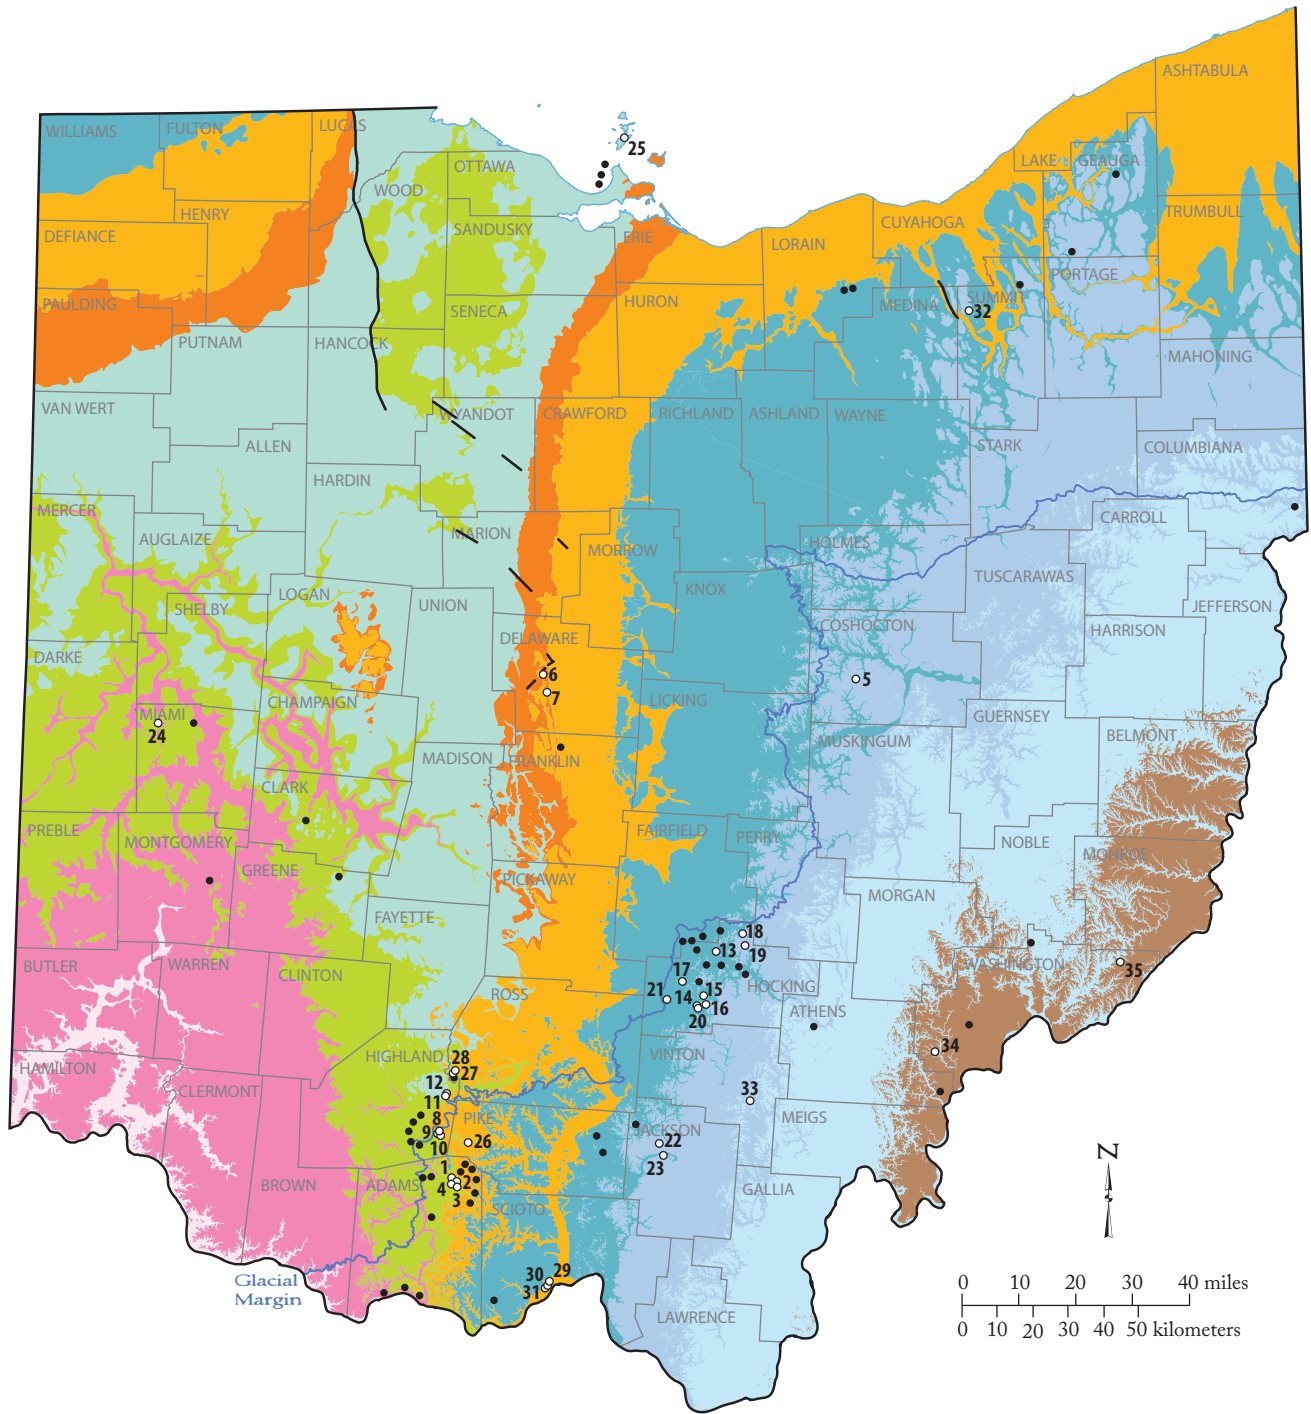 ASHTABULA
WILLIAMS
FULTON
LUCAS
25
LAKE
GEAUGA
OTTAWA
WOOD
HENRY
SANDUSKY
TRUMBULL
DEFIANCE
ERIE
LORAIN
CUYAHOGA
PORTAGE
PAULDING
HURON
SENECA
MEDINA
SUMMIT
32
PUTNAM
HANCOCK
MAHONING
VAN WERT
WYANDOT
CRAWFORD
RICHLAND
ASHLAND
WAYNE
ALLEN
STARK
COLUMBIANA
HARDIN
MERCER
CARROLL
AUGLAIZE
MARION
MORROW
HOLMES
TUSCARAWAS
LOGAN
KNOX
SHELBY
UNION
JEFFERSON
COSHOCTON
HARRISON
DELAWARE
DARKE
6
5
7
CHAMPAIGN
LICKING
MIAMI
GUERNSEY
24
MUSKINGUM
BELMONT
MADISON
FRANKLIN
CLARK
PREBLE
MONTGOMERY
FAIRFIELD
PERRY
NOBLE
MONROE
GREENE
PICKAWAY
MORGAN
FAYETTE
18
13
19
BUTLER
WARREN
CLINTON
WASHINGTON
35
17
HOCKING
ROSS
21
14
15
16
20
ATHENS
34
HIGHLAND
28
27
VINTON
HAMILTON
CLERMONT
12
11
33
8
PIKE
MEIGS
9
10
26
JACKSON
22
23
1
BROWN
ADAMS
4
2
3
GALLIA
SCIOTO
N
Glacial
Margin
30
29
31
LAWRENCE
0 10 20 30 40 miles
0 10 20 30 40 50 kilometers